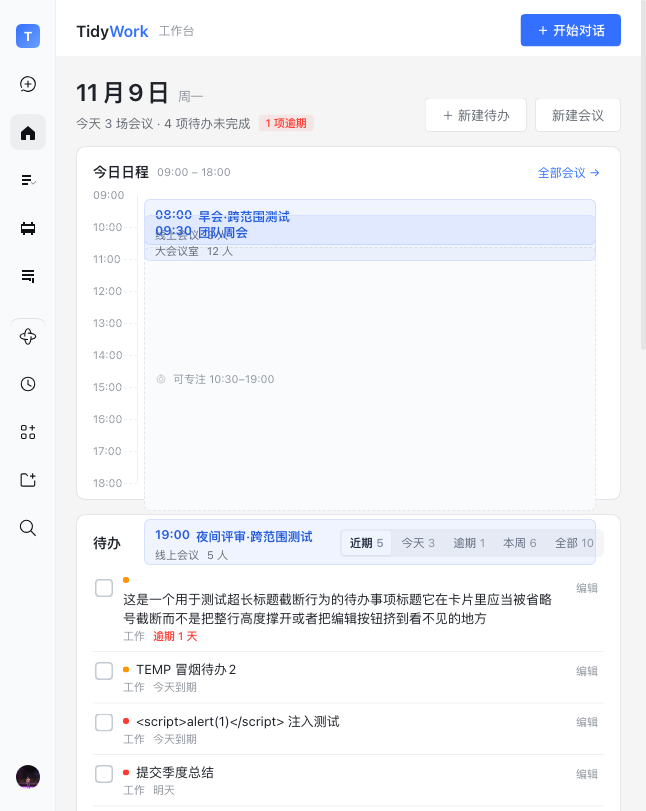 T
TidyWork 工作台
+ 开始对话
11月9日 周一
今天 3 场会议 · 4 项待办未完成 1 项逾期
+ 新建待办
新建会议
今日日程 09:00 – 18:00
全部会议 →
09:00
10:00
11:00
12:00
13:00
14:00
15:00
16:00
17:00
18:00
08:00 早会·跨范围测试
09:30 团队周会
线上会议
大会议室 12 人
可专注 10:30–19:00
19:00 夜间评审·跨范围测试
线上会议 5 人
待办
近期 5 今天 3 逾期 1 本周 6 全部 10
这是一个用于测试超长标题截断行为的待办事项标题它在卡片里应当被省略
号截断而不是把整行高度撑开或者把编辑按钮挤到看不见的地方
编辑
工作 逾期 1 天
TEMP 冒烟待办2
编辑
工作 今天到期
<script>alert(1)</script> 注入测试
编辑
工作 今天到期
提交季度总结
编辑
工作 明天